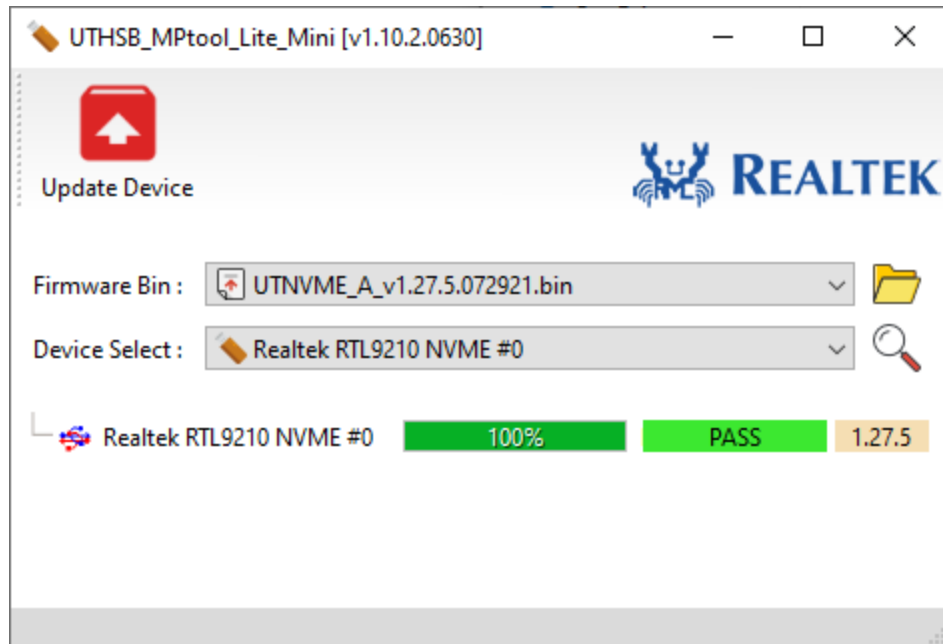 UTHSB_MPtool_Lite_Mini [v1.10.2.0630]
Update Device
REALTEK
Firmware Bin :
UTNVME_A_v1.27.5.072921.bin
Device Select :
Realtek RTL9210 NVME #0
Realtek RTL9210 NVME #0 100% PASS 1.27.5